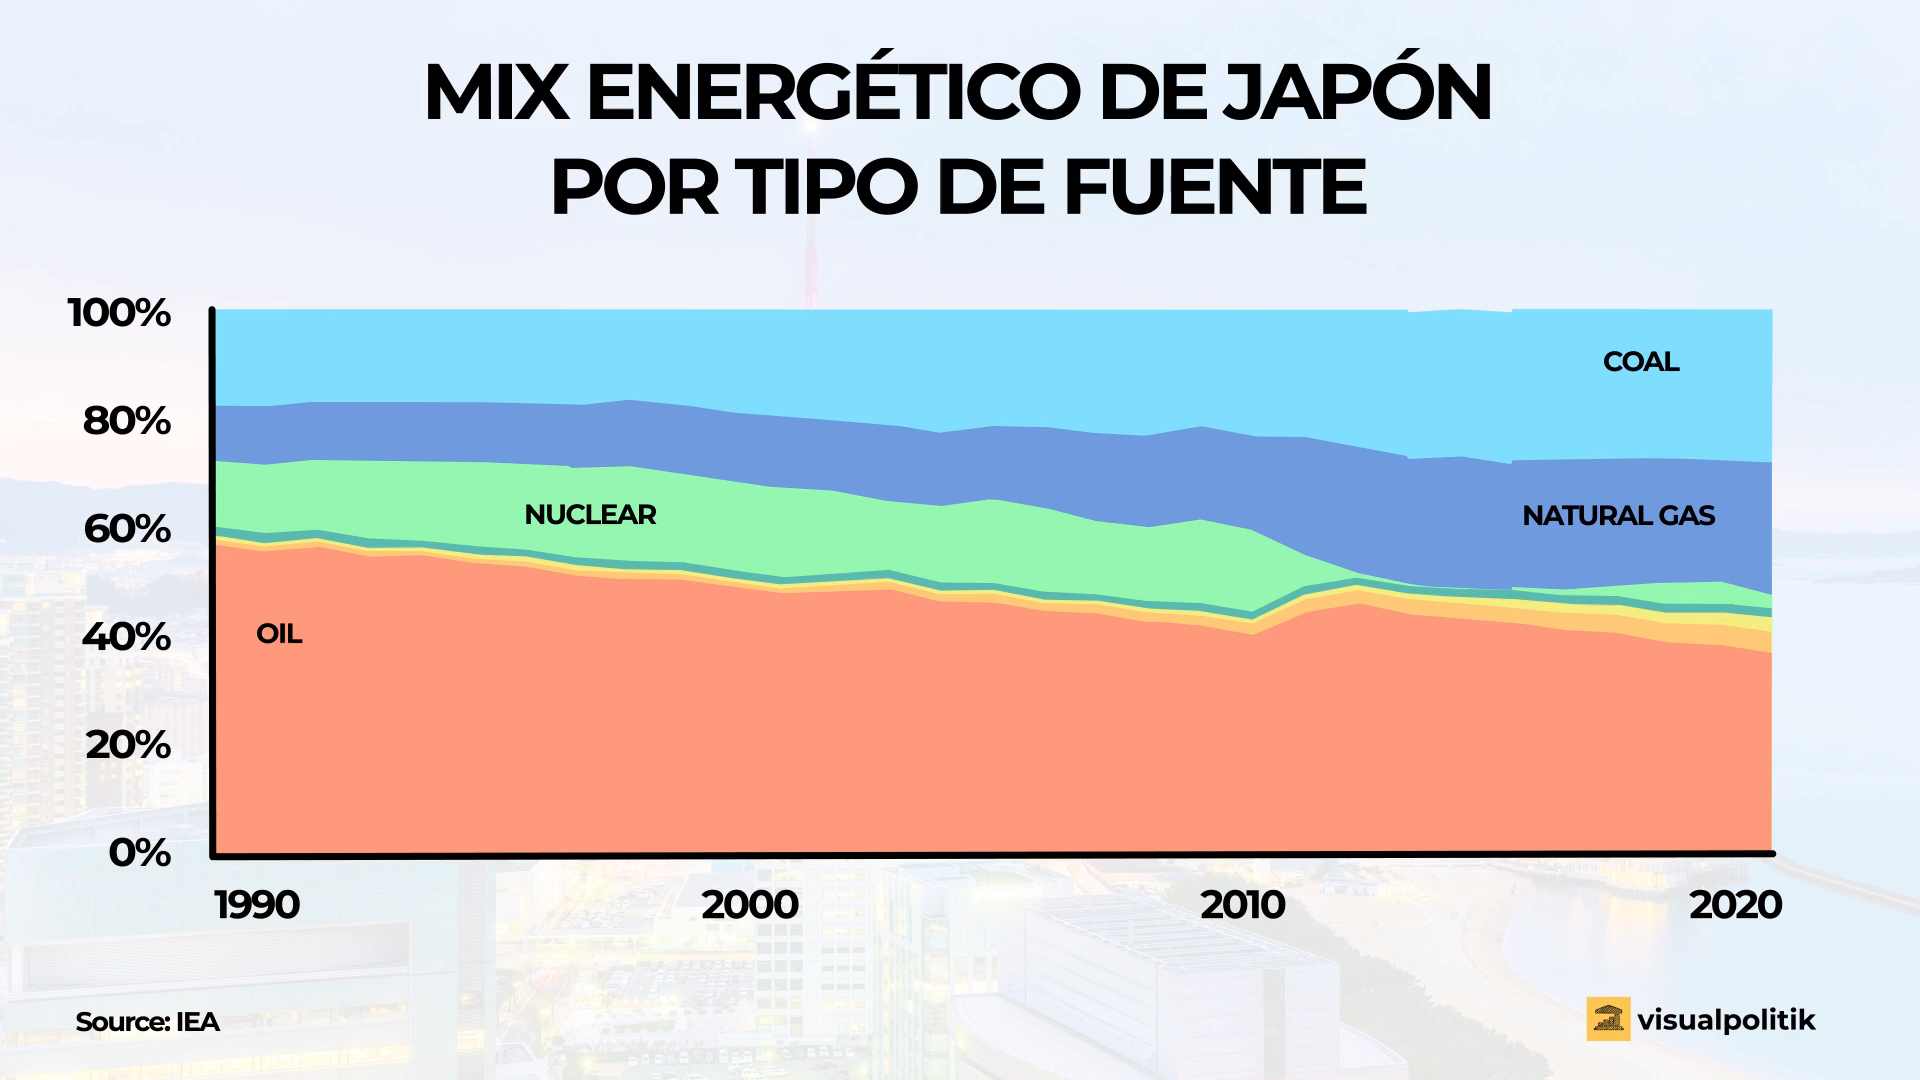 MIX ENERGÉTICO DE JAPÓN
POR TIPO DE FUENTE
100%
80%
60%
40%
20%
0%
COAL
NATURAL GAS
NUCLEAR
OIL
1990
2000
2010
2020
Source: IEA
visualpolitik